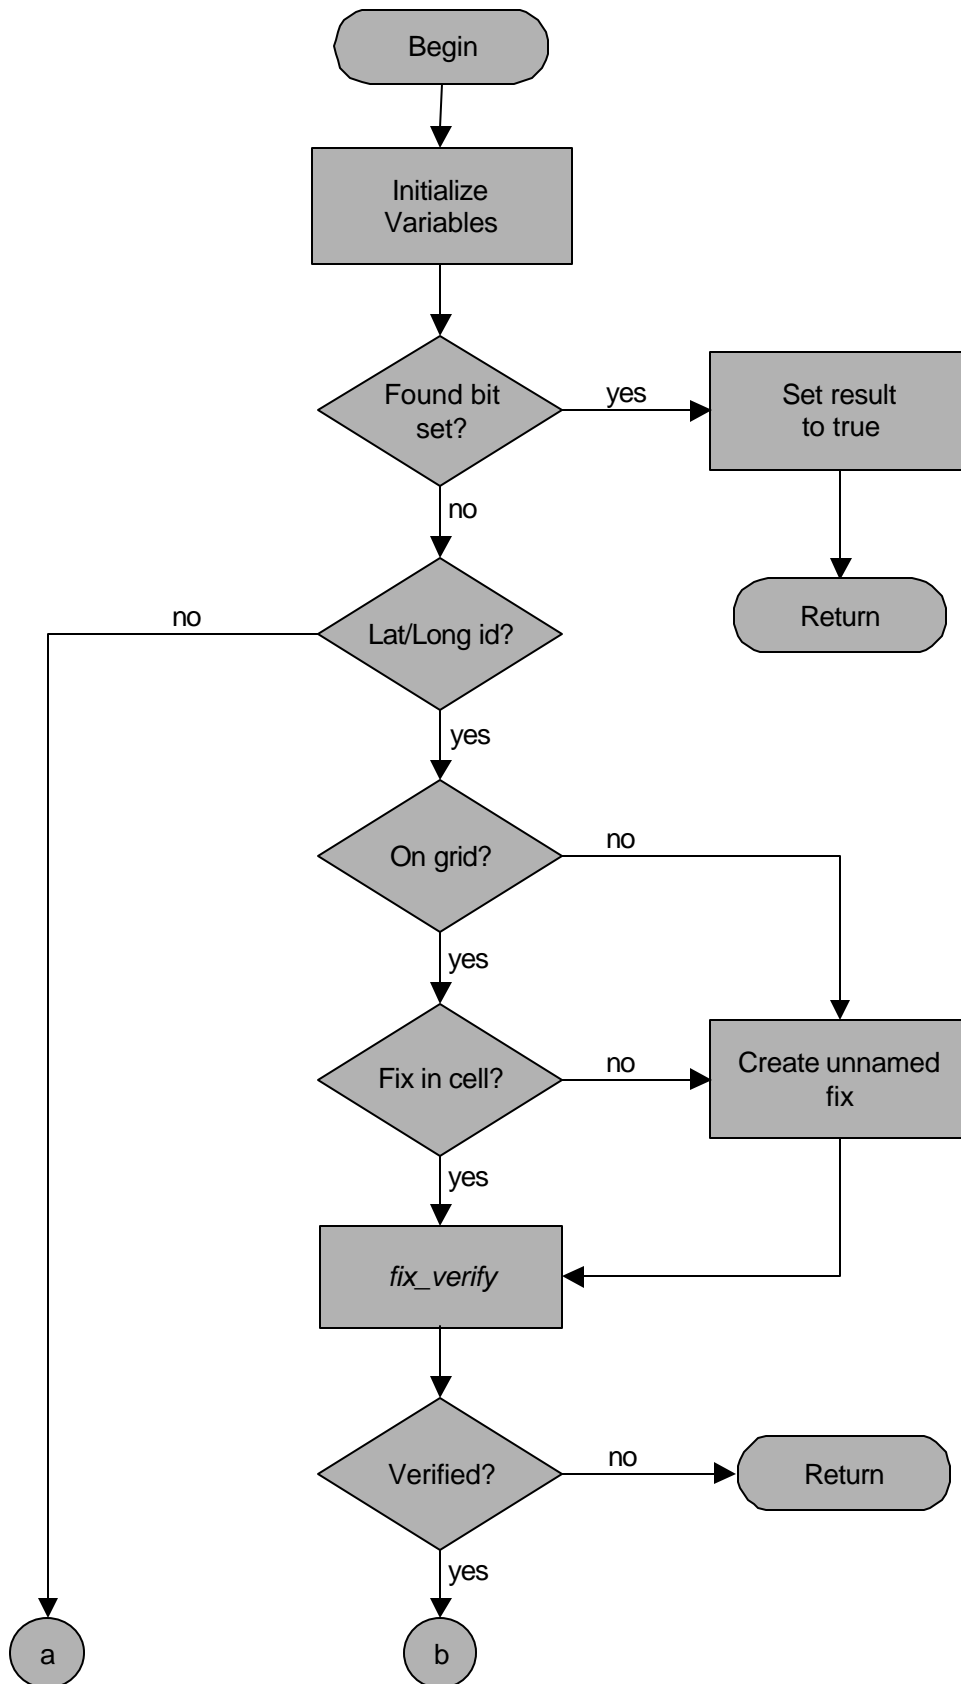 Begin
Initialize
Variables
Found bit
set?
yes
Set result
to true
no
Return
no
Lat/Long id?
yes
On grid?
no
yes
Fix in cell?
no
Create unnamed
fix
yes
fix_verify
Verified?
no
Return
yes
a
b